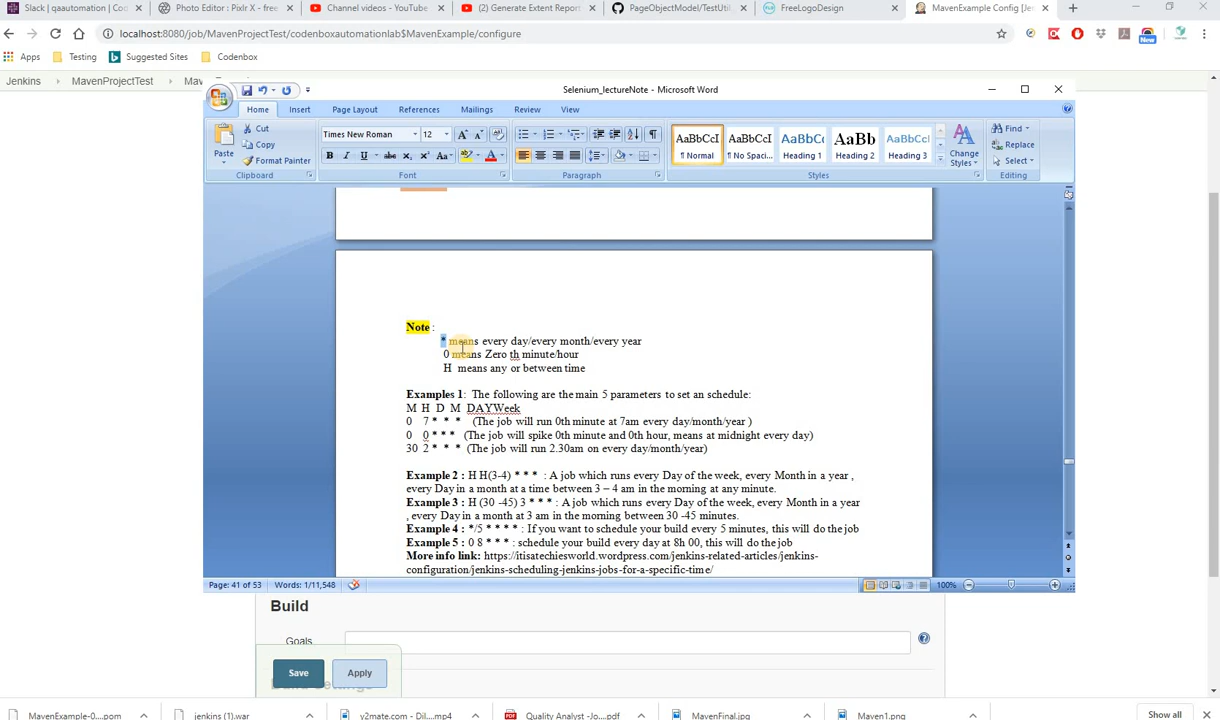 Slack | qaautomation | Cod
Photo Editor : Pixlr X - free
Channel videos - YouTube
(2) Generate Extent Report
PageObjectModel/TestUtil
FreeLogoDesign
MavenExample Config [Jen
localhost:8080/job/MavenProjectTest/codenboxautomationlab$MavenExample/configure
Apps
Testing
Suggested Sites
Codenbox
New
Jenkins
MavenProjectTest
Mav
Selenium_lectureNote - Microsoft Word
Home
Insert
Page Layout
References
Mailings
Review
View
Paste
Cut
Copy
Format Painter
Clipboard
Times New Roman
12
Font
Paragraph
AaBbCcI
¶ Normal
AaBbCcI
¶ No Spaci...
AaBbCc
Heading 1
AaBb
Heading 2
AaBbCcI
Heading 3
Change
Styles
Styles
Find
Replace
Select
Editing
Note :
* means every day/every month/every year
0 means Zero th minute/hour
H means any or between time
Examples 1: The following are the main 5 parameters to set an schedule:
M H D M DAYWeek
0 7 * * * (The job will run 0th minute at 7am every day/month/year )
0 0 * * * (The job will spike 0th minute and 0th hour, means at midnight every day)
30 2 * * * (The job will run 2.30am on every day/month/year)
Example 2 : H H(3-4) * * * : A job which runs every Day of the week, every Month in a year ,
every Day in a month at a time between 3 – 4 am in the morning at any minute.
Example 3 : H (30 -45) 3 * * * : A job which runs every Day of the week, every Month in a year
, every Day in a month at 3 am in the morning between 30 -45 minutes.
Example 4 : */5 * * * * : If you want to schedule your build every 5 minutes, this will do the job
Example 5 : 0 8 * * * : schedule your build every day at 8h 00, this will do the job
More info link: https://itisatechiesworld.wordpress.com/jenkins-related-articles/jenkins-
configuration/jenkins-scheduling-jenkins-jobs-for-a-specific-time/
Page: 41 of 53
Words: 1/11,548
100%
Build
Goals
Save
Apply
MavenExample-0....pom
jenkins (1).war
y2mate.com - Dil....mp4
Quality Analyst -Jo....pdf
MavenFinal.jpg
Maven1.png
Show all